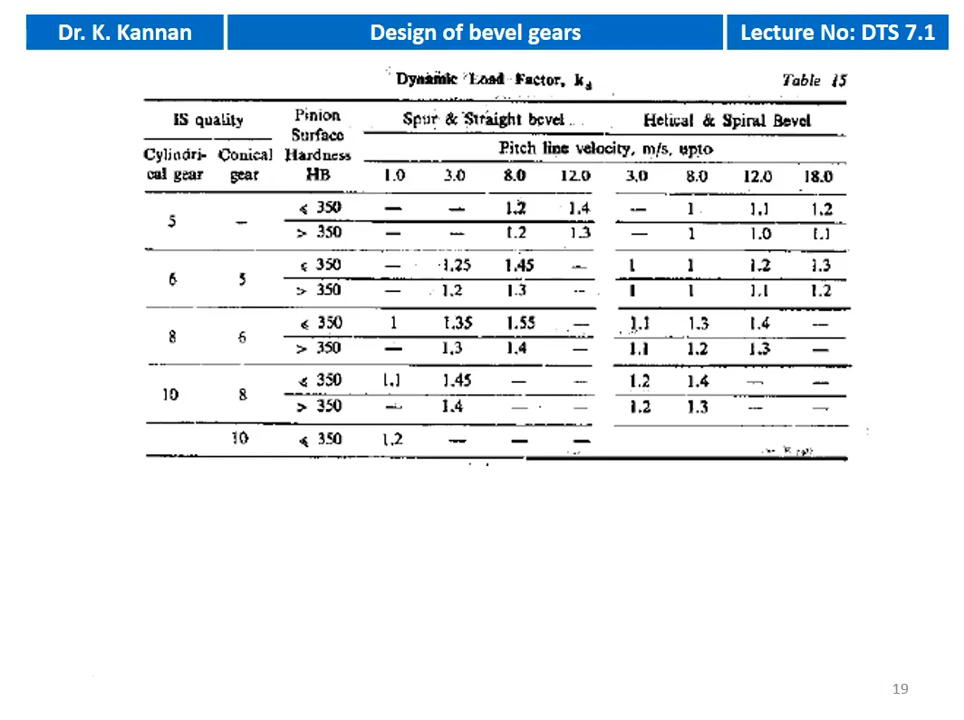 Dr. K. Kannan Design of bevel gears Lecture No: DTS 7.1
Dynamic Load Factor, kd Table 15
IS quality Pinion Surface Hardness HB Spur & Straight bevel Helical & Spiral Bevel
Pitch line velocity, m/s, upto
Cylindri-cal gear Conical gear 1.0 3.0 8.0 12.0 3.0 8.0 12.0 18.0
5 — ⩽ 350 — — 1.2 1.4 — 1 1.1 1.2
> 350 — — 1.2 1.3 — 1 1.0 1.1
6 5 ⩽ 350 — 1.25 1.45 — 1 1 1.2 1.3
> 350 — 1.2 1.3 — 1 1 1.1 1.2
8 6 ⩽ 350 1 1.35 1.55 — 1.1 1.3 1.4 —
> 350 — 1.3 1.4 — 1.1 1.2 1.3 —
10 8 ⩽ 350 1.1 1.45 — — 1.2 1.4 — —
> 350 — 1.4 — — 1.2 1.3 — —
10 ⩽ 350 1.2 — — —
19